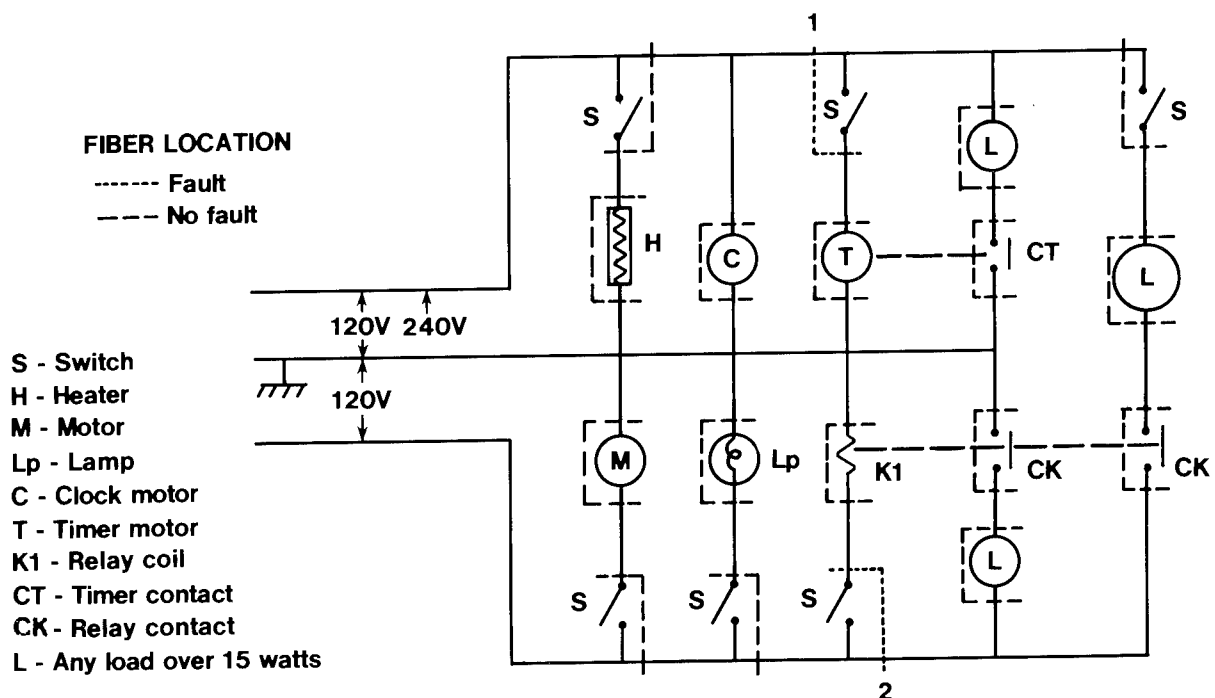 1
S
S
S
L
FIBER LOCATION
Fault
No fault
H
C
T
CT
L
120V 240V
120V
S - Switch
H - Heater
M - Motor
Lp - Lamp
C - Clock motor
T - Timer motor
K1 - Relay coil
CT - Timer contact
CK - Relay contact
L - Any load over 15 watts
M
Lp
K1
CK
CK
L
S
S
S
2